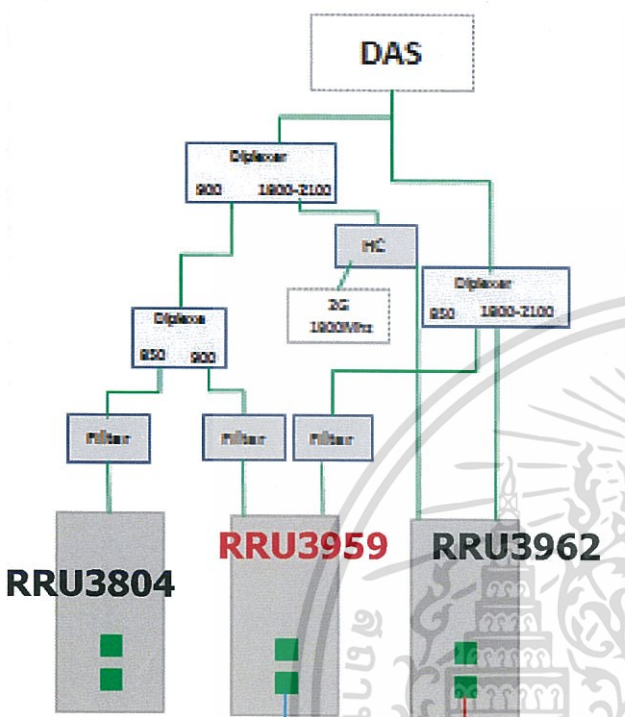 DAS
Diplexer
900 1800-2100
HC
2G
1800Mhz
Diplexer
850 1800-2100
Diplexe
850 900
Filter
Filter
Filter
RRU3959
RRU3962
RRU3804